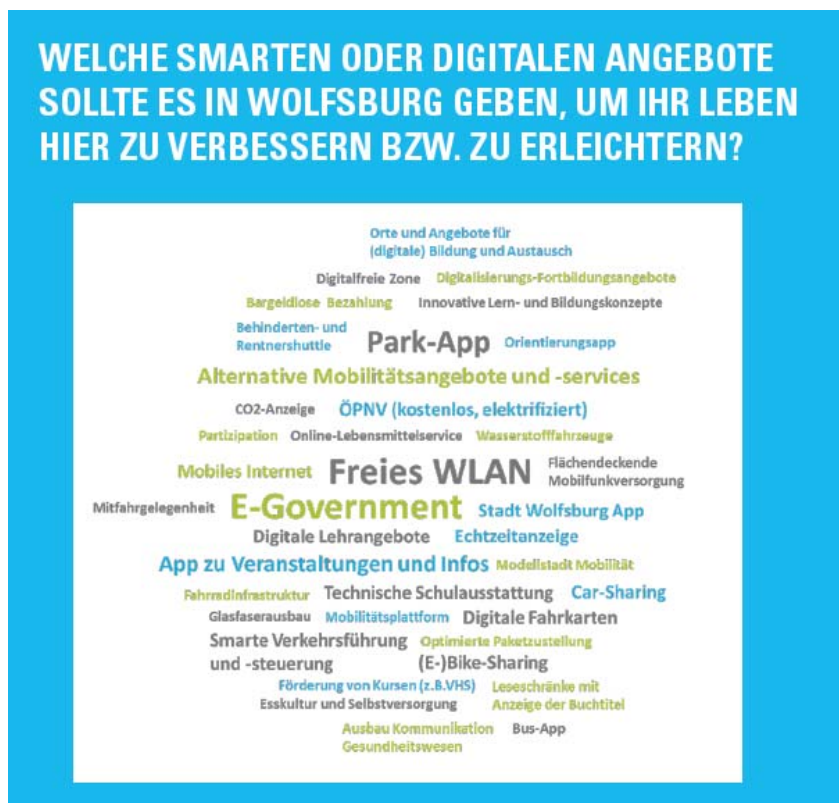 WELCHE SMARTEN ODER DIGITALEN ANGEBOTE
SOLLTE ES IN WOLFSBURG GEBEN, UM IHR LEBEN
HIER ZU VERBESSERN BZW. ZU ERLEICHTERN?
Orte und Angebote für
(digitale) Bildung und Austausch
Digitalfreie Zone Digitalisierungs-Fortbildungsangebote
Bargeldlose Bezahlung Innovative Lern- und Bildungskonzepte
Behinderten- und
Rentnershuttle Park-App Orientierungsapp
Alternative Mobilitätsangebote und -services
CO2-Anzeige ÖPNV (kostenlos, elektrifiziert)
Partizipation Online-Lebensmittelservice Wasserstofffahrzeuge
Mobiles Internet Freies WLAN Flächendeckende
Mobilfunkversorgung
Mitfahrgelegenheit E-Government Stadt Wolfsburg App
Digitale Lehrangebote Echtzeitanzeige
App zu Veranstaltungen und Infos Modellstadt Mobilität
Fahrradinfrastruktur Technische Schulausstattung Car-Sharing
Glasfaserausbau Mobilitätsplattform Digitale Fahrkarten
Smarte Verkehrsführung Optimierte Paketzustellung
und -steuerung (E-)Bike-Sharing
Förderung von Kursen (z.B.VHS) Leseschränke mit
Esskultur und Selbstversorgung Anzeige der Buchtitel
Ausbau Kommunikation Bus-App
Gesundheitswesen